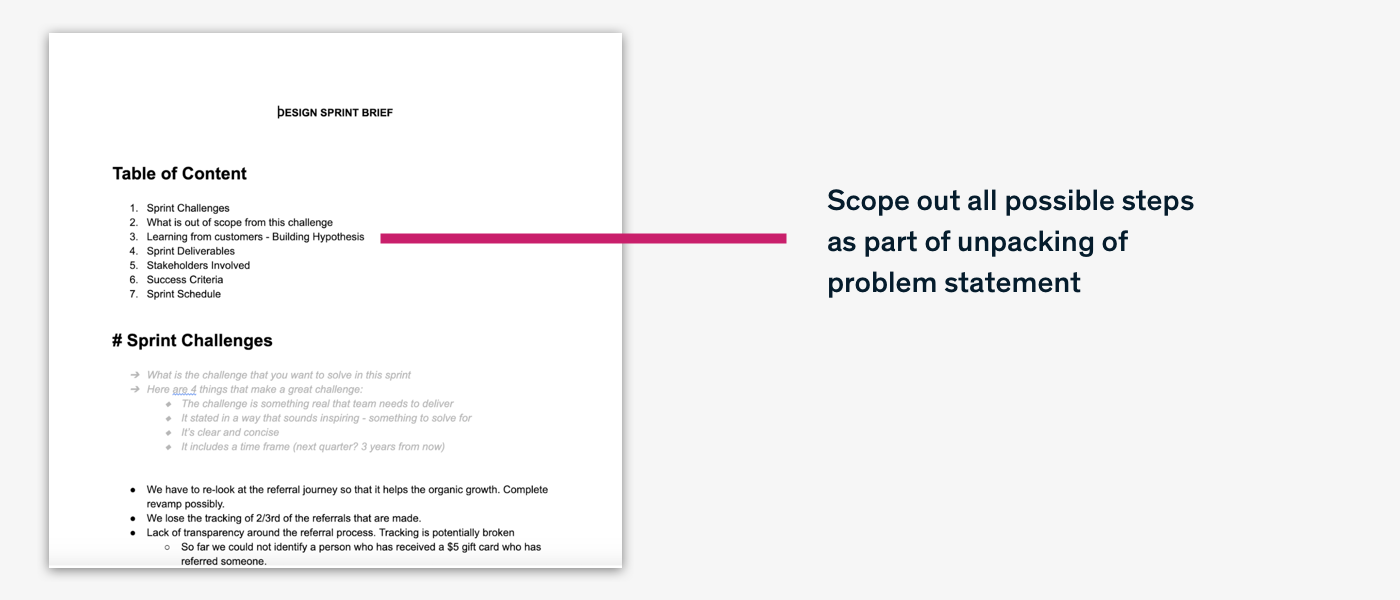 DESIGN SPRINT BRIEF
Table of Content
1. Sprint Challenges
2. What is out of scope from this challenge
3. Learning from customers - Building Hypothesis
4. Sprint Deliverables
5. Stakeholders Involved
6. Success Criteria
7. Sprint Schedule
# Sprint Challenges
➔ What is the challenge that you want to solve in this sprint
➔ Here are 4 things that make a great challenge:
◆ The challenge is something real that team needs to deliver
◆ It stated in a way that sounds inspiring - something to solve for
◆ It's clear and concise
◆ It includes a time frame (next quarter? 3 years from now)
● We have to re-look at the referral journey so that it helps the organic growth. Complete
revamp possibly.
● We lose the tracking of 2/3rd of the referrals that are made.
● Lack of transparency around the referral process. Tracking is potentially broken
○ So far we could not identify a person who has received a $5 gift card who has
referred someone.
Scope out all possible steps
as part of unpacking of
problem statement